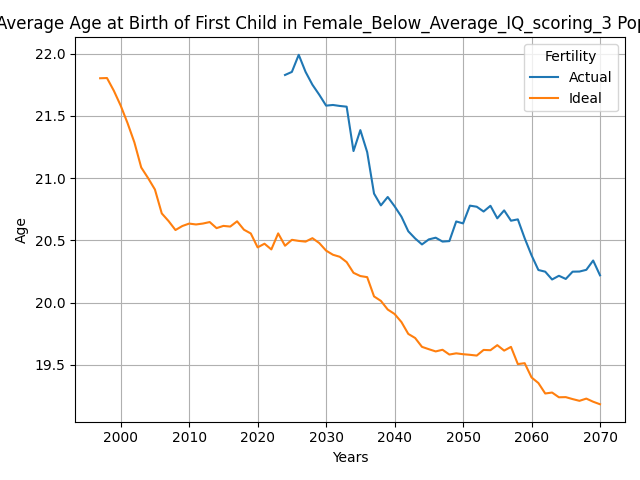 Average Age at Birth of First Child in Female_Below_Average_IQ_scoring_3 Pop
Fertility
Actual
Ideal
22.0
21.5
21.0
20.5
20.0
19.5
Age
2000 2010 2020 2030 2040 2050 2060 2070
Years